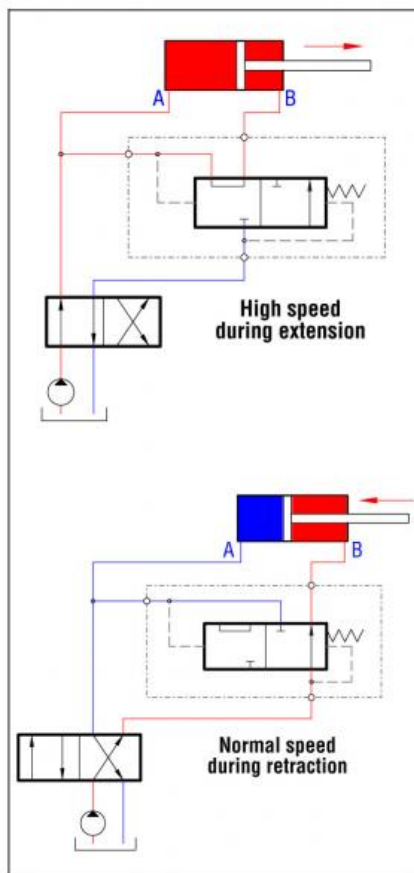 A
B
High speed
during extension
A
B
Normal speed
during retraction